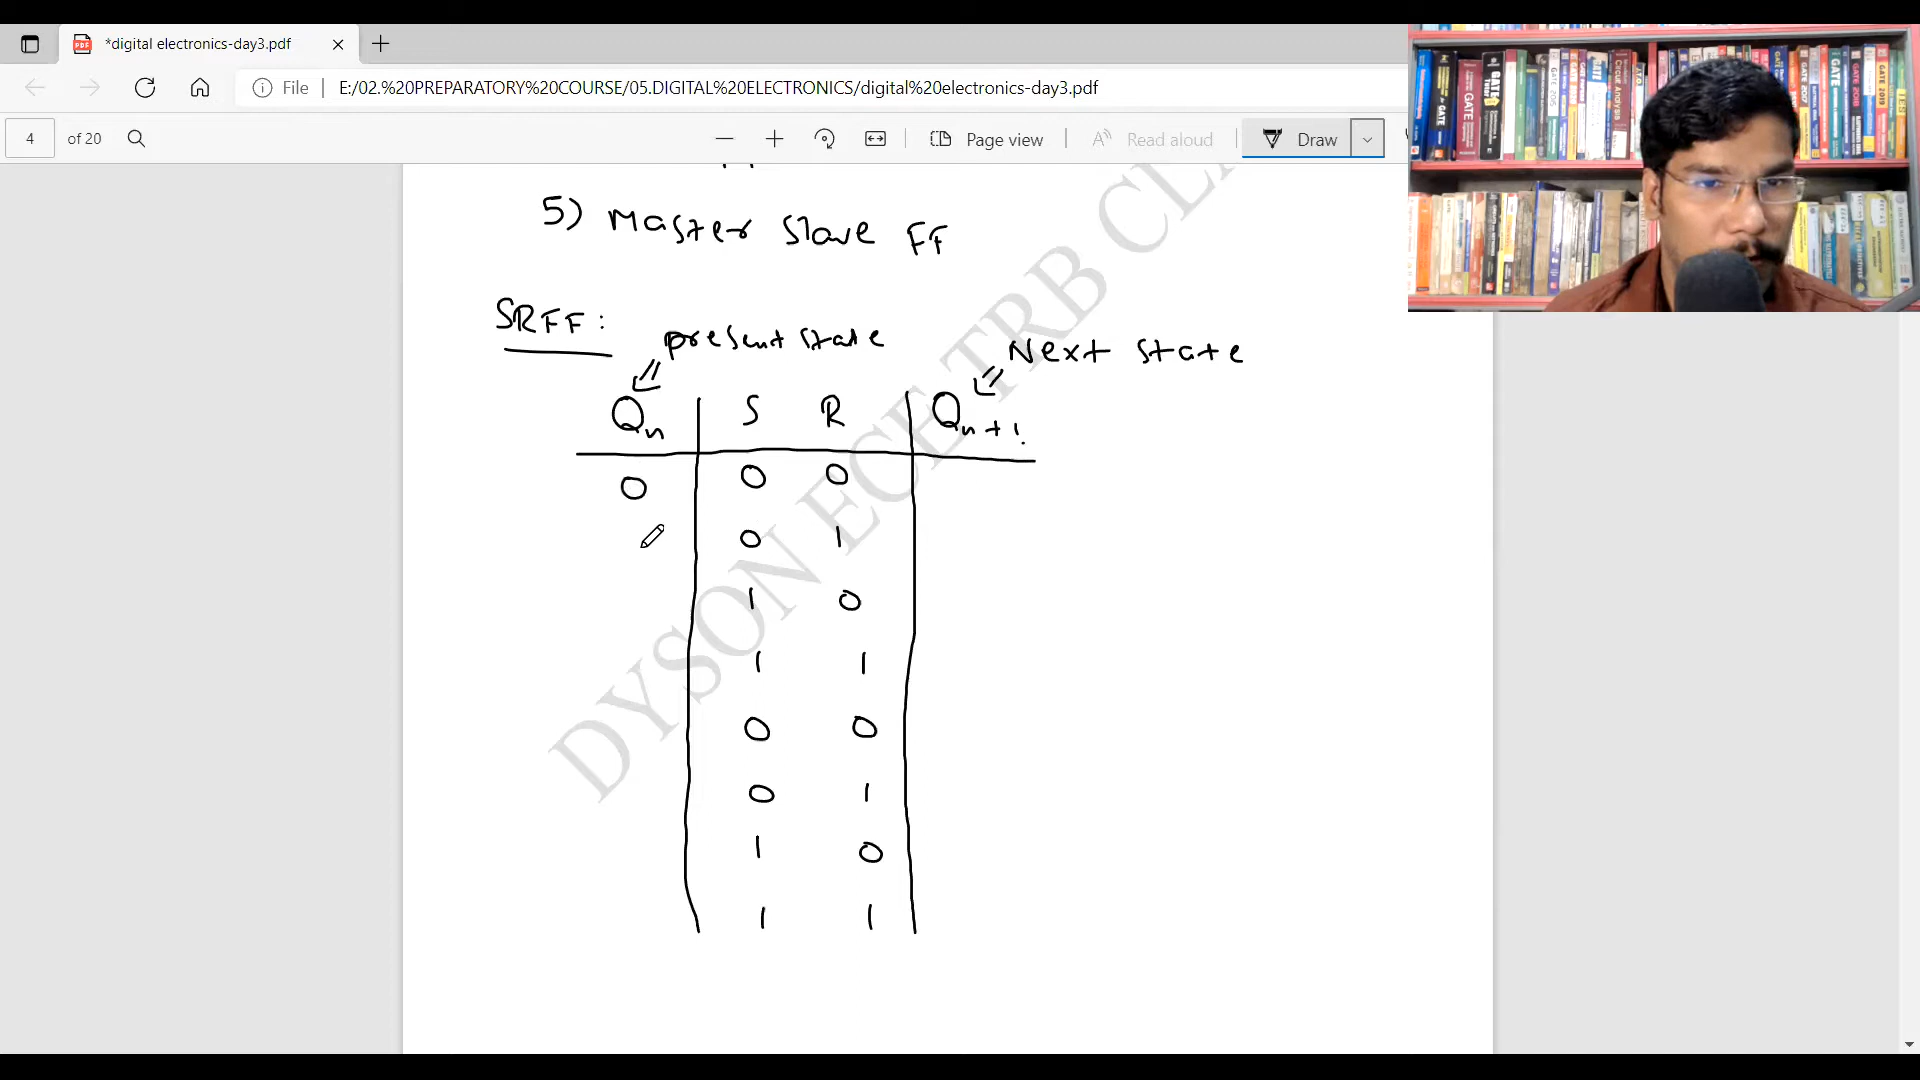 *digital electronics-day3.pdf
File E:/02.%20PREPARATORY%20COURSE/05.DIGITAL%20ELECTRONICS/digital%20electronics-day3.pdf
4 of 20 Page view Read aloud Draw
5) Master Slave FF
SRFF:
present state
Next state
Qn S R Qn+1
0 0 0
0 1
1 0
1 1
0 0
0 1
1 0
1 1
DYSON ECE TRB CLA